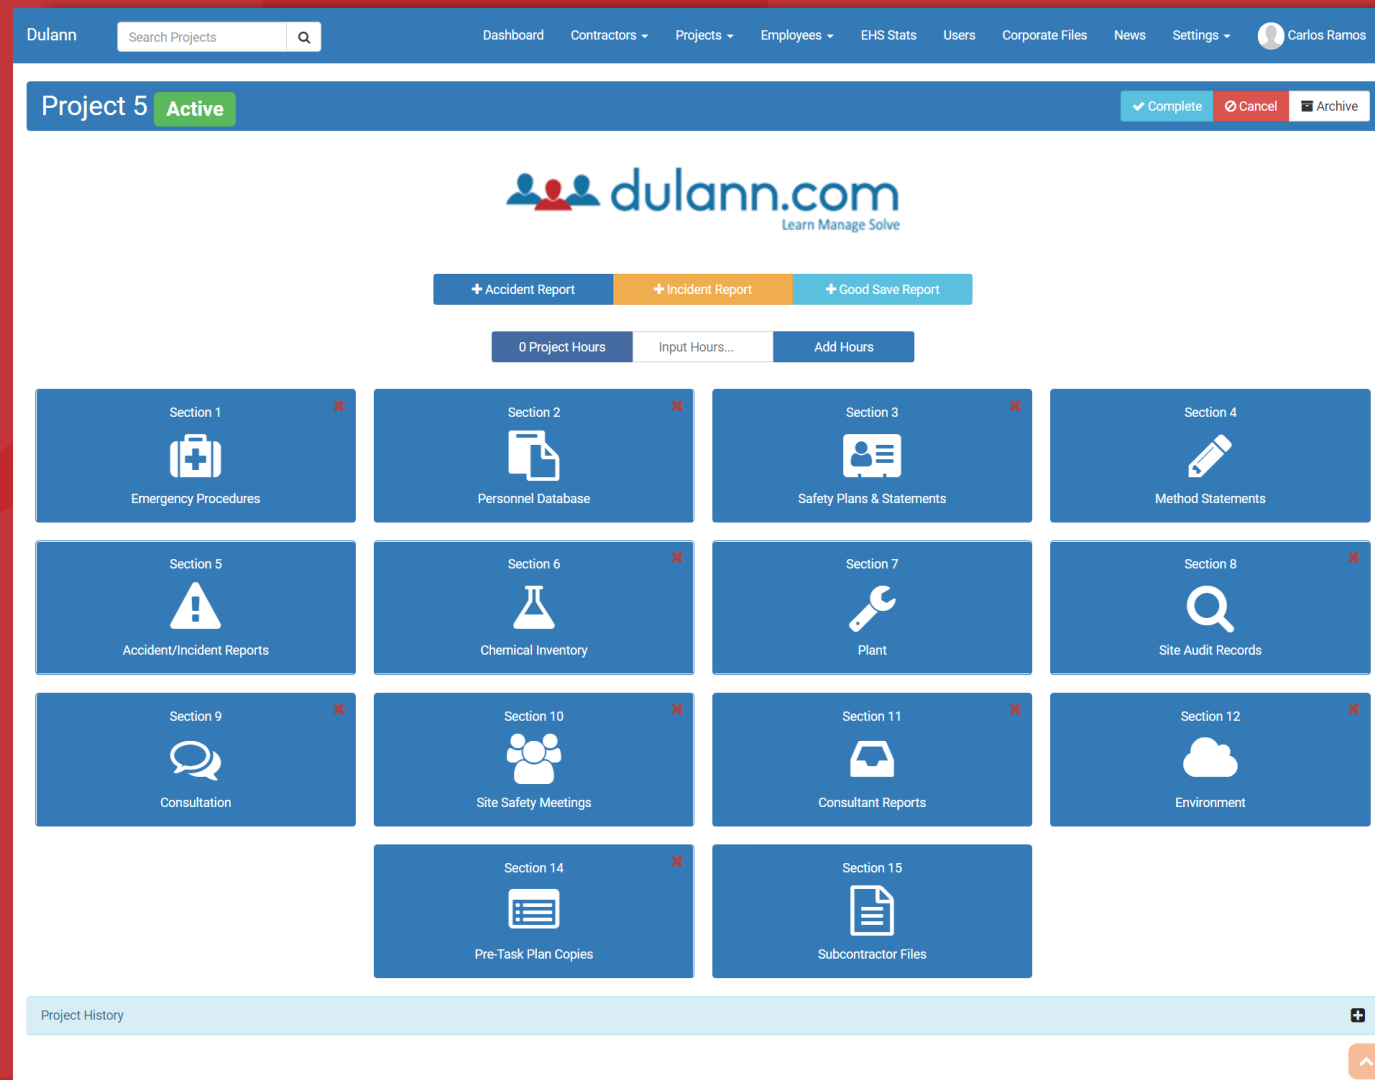 Dulann
Search Projects
Dashboard
Contractors
Projects
Employees
EHS Stats
Users
Corporate Files
News
Settings
Carlos Ramos
Project 5 Active
Complete
Cancel
Archive
dulann.com
Learn Manage Solve
Accident Report
Incident Report
Good Save Report
0 Project Hours
Input Hours...
Add Hours
Section 1
Emergency Procedures
Section 2
Personnel Database
Section 3
Safety Plans & Statements
Section 4
Method Statements
Section 5
Accident/Incident Reports
Section 6
Chemical Inventory
Section 7
Plant
Section 8
Site Audit Records
Section 9
Consultation
Section 10
Site Safety Meetings
Section 11
Consultant Reports
Section 12
Environment
Section 14
Pre-Task Plan Copies
Section 15
Subcontractor Files
Project History